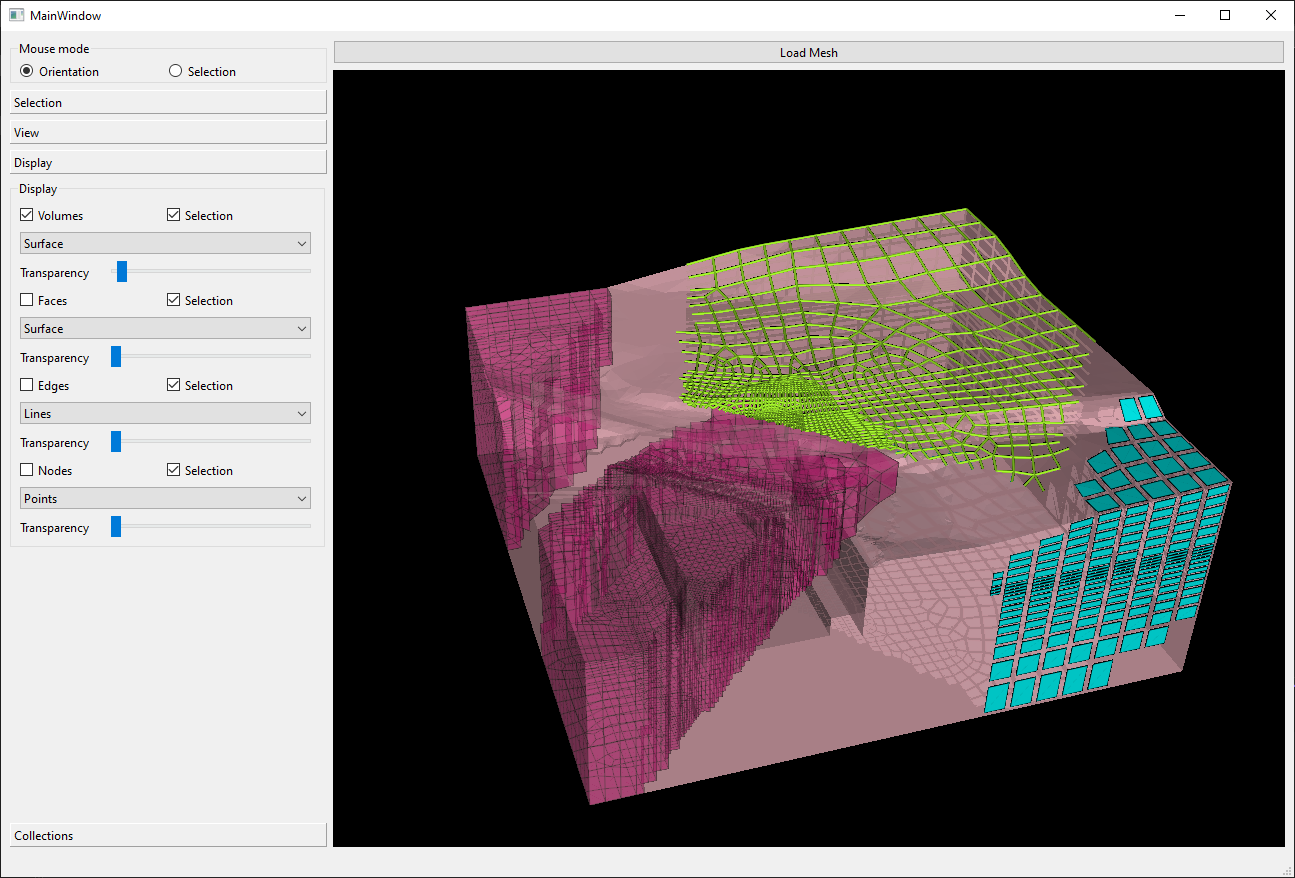 MainWindow
Mouse mode
Load Mesh
Orientation Selection
Selection
View
Display
Display
Volumes Selection
Surface
Transparency
Faces Selection
Surface
Transparency
Edges Selection
Lines
Transparency
Nodes Selection
Points
Transparency
Collections